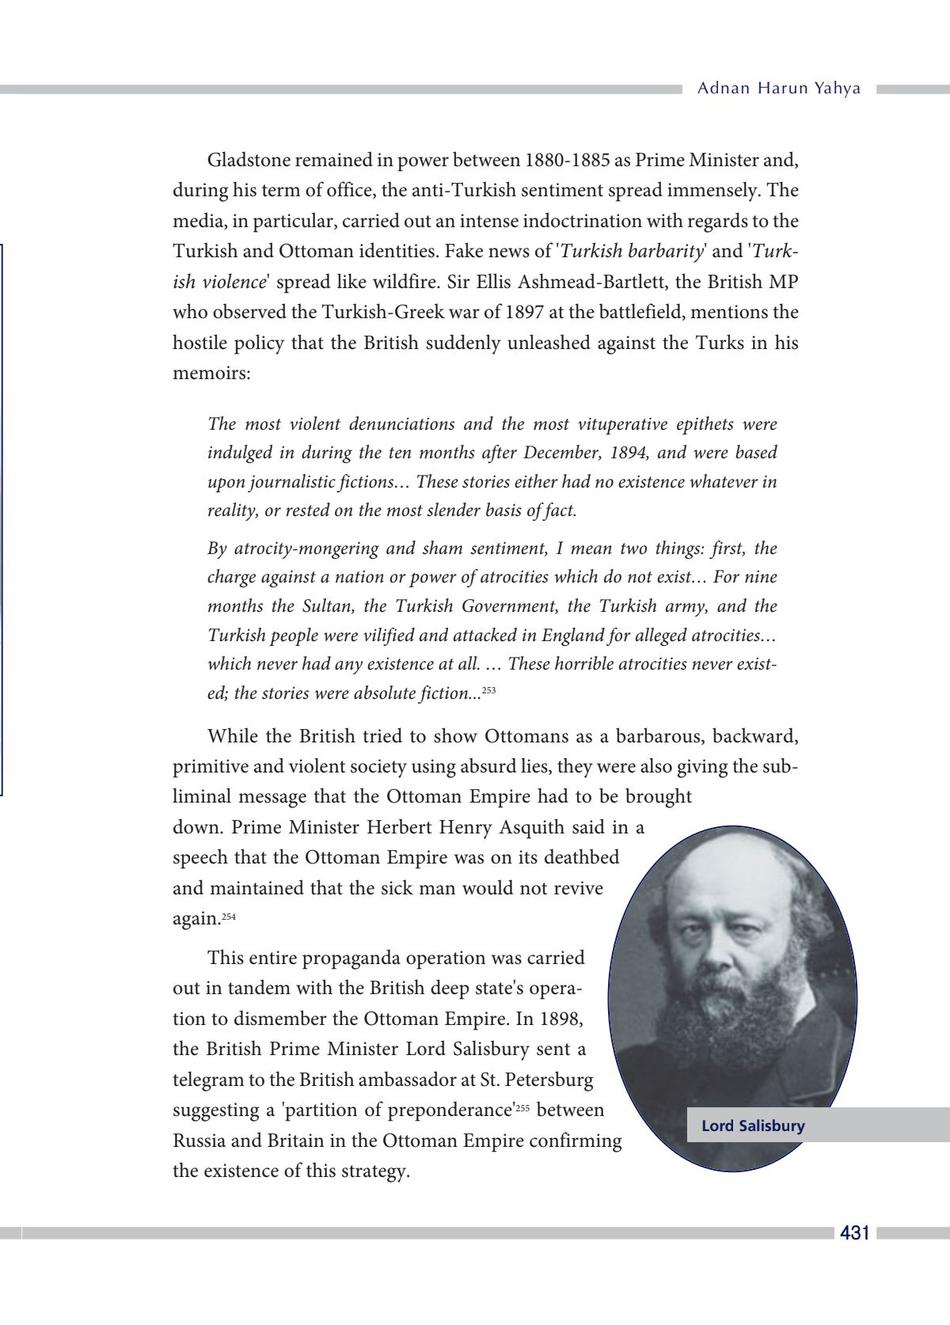 Adnan Harun Yahya
Gladstone remained in power between 1880-1885 as Prime Minister and,
during his term of office, the anti-Turkish sentiment spread immensely. The
media, in particular, carried out an intense indoctrination with regards to the
Turkish and Ottoman identities. Fake news of 'Turkish barbarity' and 'Turk-
ish violence' spread like wildfire. Sir Ellis Ashmead-Bartlett, the British MP
who observed the Turkish-Greek war of 1897 at the battlefield, mentions the
hostile policy that the British suddenly unleashed against the Turks in his
memoirs:
The most violent denunciations and the most vituperative epithets were
indulged in during the ten months after December, 1894, and were based
upon journalistic fictions… These stories either had no existence whatever in
reality, or rested on the most slender basis of fact.
By atrocity-mongering and sham sentiment, I mean two things: first, the
charge against a nation or power of atrocities which do not exist… For nine
months the Sultan, the Turkish Government, the Turkish army, and the
Turkish people were vilified and attacked in England for alleged atrocities…
which never had any existence at all. … These horrible atrocities never exist-
ed; the stories were absolute fiction...253
While the British tried to show Ottomans as a barbarous, backward,
primitive and violent society using absurd lies, they were also giving the sub-
liminal message that the Ottoman Empire had to be brought
down. Prime Minister Herbert Henry Asquith said in a
speech that the Ottoman Empire was on its deathbed
and maintained that the sick man would not revive
again.254
This entire propaganda operation was carried
out in tandem with the British deep state's opera-
tion to dismember the Ottoman Empire. In 1898,
the British Prime Minister Lord Salisbury sent a
telegram to the British ambassador at St. Petersburg
suggesting a 'partition of preponderance'255 between
Russia and Britain in the Ottoman Empire confirming
the existence of this strategy.
Lord Salisbury
431